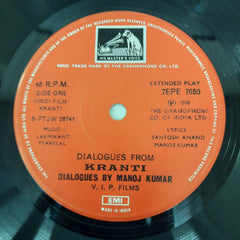 HIS MASTER'S VOICE
REGD. TRADE MARK OF THE GRAMOPHONE CO. LTD.
45 R.P.M.
SIDE ONE
HINDI FILM
KRANTI
B-7TJW 28741
MUSIC :
LAXMIKANT
PYARELAL
EXTENDED PLAY
7EPE 7659
THE GRAMOPHONE
CO. OF INDIA LTD
LYRICS
SANTOSH ANAND
MANOJ KUMAR
DIALOGUES FROM
KRANTI
DIALOGUES BY MANOJ KUMAR
V. I. P. FILMS
EMI
MADE IN INDIA